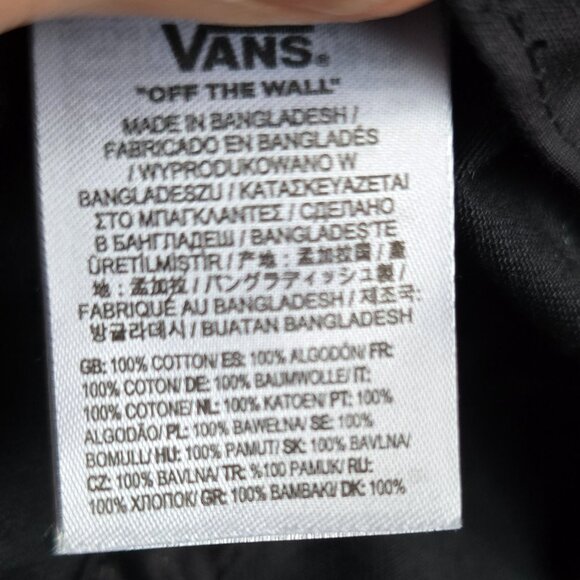 VANS®
"OFF THE WALL"
MADE IN BANGLADESH /
FABRICADO EN BANGLADÉS
/ WYPRODUKOWANO W
BANGLADESZU / ΚΑΤΑΣΚΕΥΑΖΕΤΑΙ
ΣΤΟ ΜΠΑΓΚΛΑΝΤΕΣ / СДЕЛАНО
В БАНГЛАДЕШ / BANGLADEŞ'TE
ÜRETİLMİŞTİR / 产地：孟加拉国 / 產
地：孟加拉 / バングラディッシュ製 /
FABRIQUÉ AU BANGLADESH / 제조국:
방글라데시 / BUATAN BANGLADESH
GB: 100% COTTON/ ES: 100% ALGODÓN/ FR:
100% COTON/ DE: 100% BAUMWOLLE/ IT:
100% COTONE/ NL: 100% KATOEN/ PT: 100%
ALGODÃO/ PL: 100% BAWEŁNA/ SE: 100%
BOMULL/ HU: 100% PAMUT/ SK: 100% BAVLNA/
CZ: 100% BAVLNA/ TR: %100 PAMUK/ RU:
100% ХЛОПОК/ GR: 100% ΒΑΜΒΑΚΙ/ DK: 100%